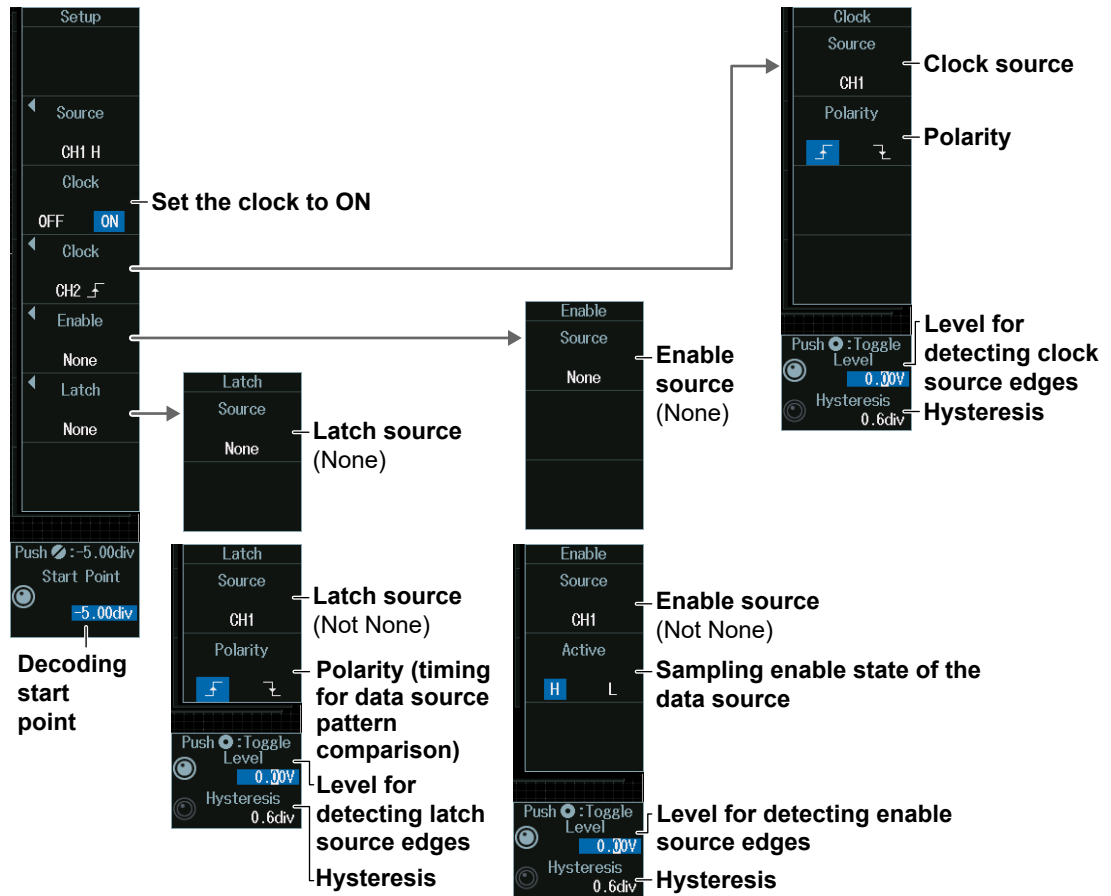 Setup
Source
CH1 H
Clock
OFF ON
Clock
CH2
Enable
None
Latch
None
Push :-5.00div
Start Point
-5.00div
Set the clock to ON
Decoding
start
point
Latch
Source
None
Latch source
(None)
Latch
Source
CH1
Polarity
Push :Toggle
Level
0.00V
Hysteresis
0.6div
Latch source
(Not None)
Polarity (timing
for data source
pattern
comparison)
Level for
detecting latch
source edges
Hysteresis
Enable
Source
None
Enable
source
(None)
Enable
Source
CH1
Active
H L
Push :Toggle
Level
0.00V
Hysteresis
0.6div
Enable source
(Not None)
Sampling enable state of the
data source
Level for detecting enable
source edges
Hysteresis
Clock
Source
CH1
Polarity
Push :Toggle
Level
0.00V
Hysteresis
0.6div
Clock source
Polarity
Level for
detecting clock
source edges
Hysteresis